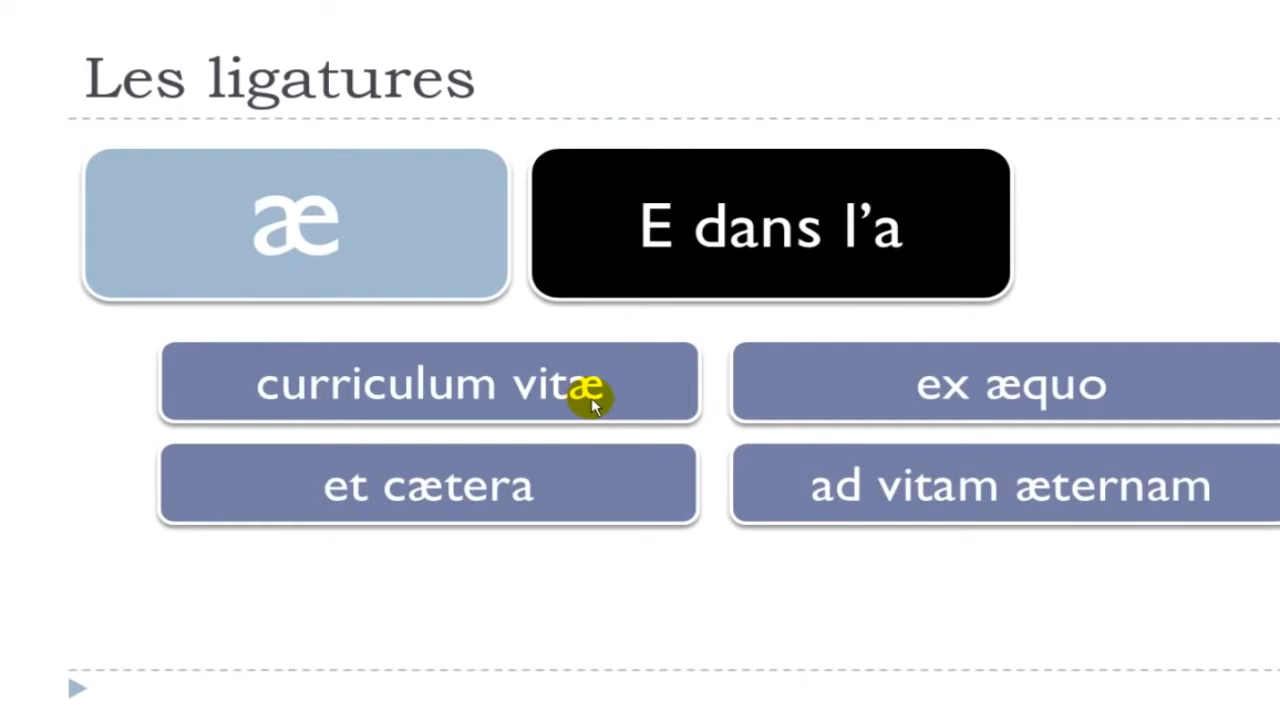 Les ligatures
æ
E dans l’a
curriculum vitæ
ex æquo
et cætera
ad vitam æternam